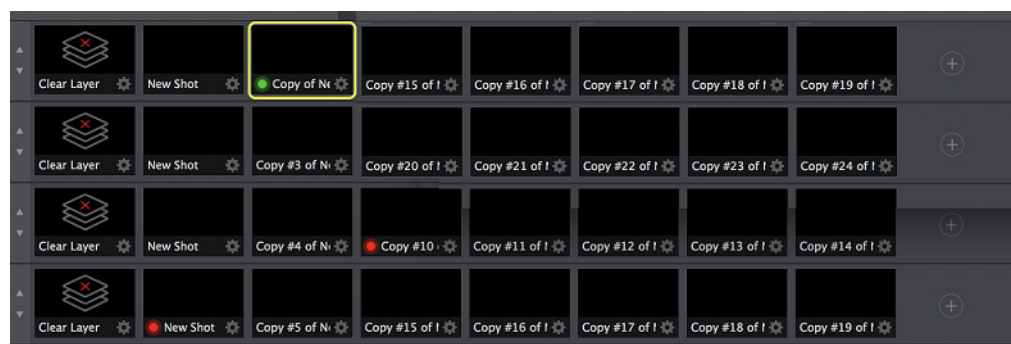 Clear Layer New Shot Copy of Ne Copy #15 of Copy #16 of Copy #17 of Copy #18 of Copy #19 of
Clear Layer New Shot Copy #3 of Copy #20 of Copy #21 of Copy #22 of Copy #23 of Copy #24 of
Clear Layer New Shot Copy #4 of Copy #10 Copy #11 of Copy #12 of Copy #13 of Copy #14 of
Clear Layer New Shot Copy #5 of Copy #15 of Copy #16 of Copy #17 of Copy #18 of Copy #19 of